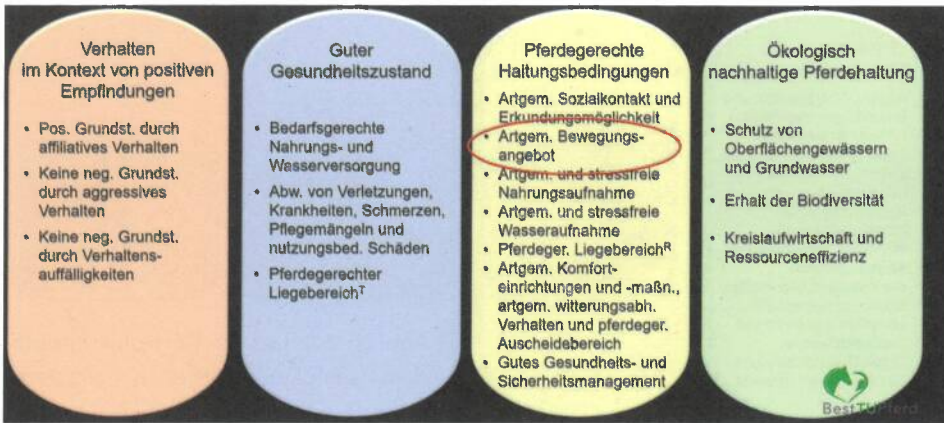 Verhalten
im Kontext von positiven
Empfindungen
• Pos. Grundst. durch
affiliatives Verhalten
• Keine neg. Grundst.
durch aggressives
Verhalten
• Keine neg. Grundst.
durch Verhaltens-
auffälligkeiten
Guter
Gesundheitszustand
• Bedarfsgerechte
Nahrungs- und
Wasserversorgung
• Abw. von Verletzungen,
Krankheiten, Schmerzen,
Pflegemängeln und
nutzungsbed. Schäden
• Pferdegerechter
Liegebereichᵀ
Pferdegerechte
Haltungsbedingungen
• Artgem. Sozialkontakt und
Erkundungsmöglichkeit
• Artgem. Bewegungs-
angebot
• Artgem. und stressfreie
Nahrungsaufnahme
• Artgem. und stressfreie
Wasseraufnahme
• Pferdeger. Liegebereichᴿ
• Artgem. Komfort-
einrichtungen und -maßn.,
artgem. witterungsabh.
Verhalten und pferdeger.
Auscheidebereich
• Gutes Gesundheits- und
Sicherheitsmanagement
Ökologisch
nachhaltige Pferdehaltung
• Schutz von
Oberflächengewässern
und Grundwasser
• Erhalt der Biodiversität
• Kreislaufwirtschaft und
Ressourceneffizienz
BestTUPferd